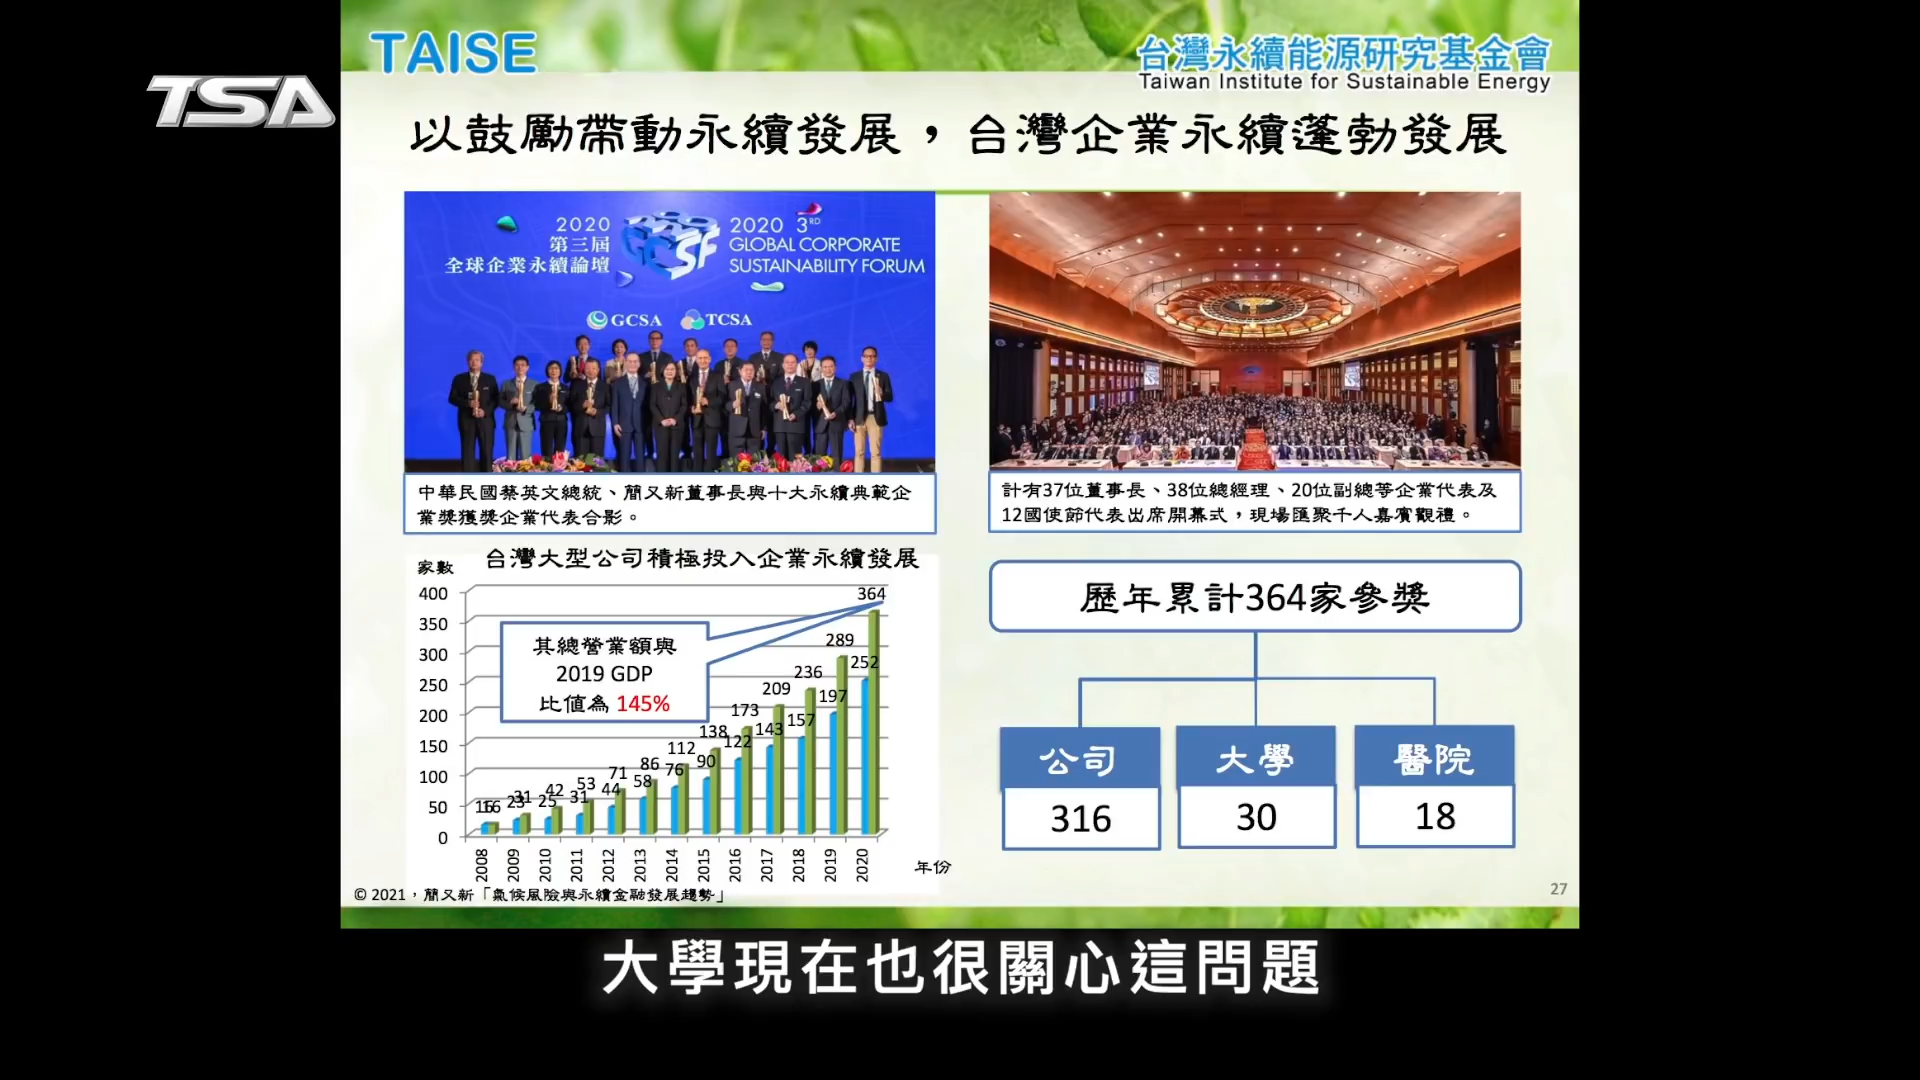 TSA
TAISE
台灣永續能源研究基金會
Taiwan Institute for Sustainable Energy
以鼓勵帶動永續發展，台灣企業永續蓬勃發展
2020
第三屆
全球企業永續論壇
GCSF
2020 3RD
GLOBAL CORPORATE
SUSTAINABILITY FORUM
GCSA TCSA
中華民國蔡英文總統、簡又新董事長與十大永續典範企
業獎獲獎企業代表合影。
計有37位董事長、38位總經理、20位副總等企業代表及
12國使節代表出席開幕式，現場匯聚千人嘉賓觀禮。
台灣大型公司積極投入企業永續發展
家數
400
350
300
250
200
150
100
50
0
其總營業額與
2019 GDP
比值為 145%
16 23 25 31 44 58 76 90 122 143 157 197 252
16 31 42 53 71 86 112 138 173 209 236 289 364
2008 2009 2010 2011 2012 2013 2014 2015 2016 2017 2018 2019 2020
年份
歷年累計364家參獎
公司 大學 醫院
316 30 18
© 2021，簡又新「氣候風險與永續金融發展趨勢」
27
大學現在也很關心這問題